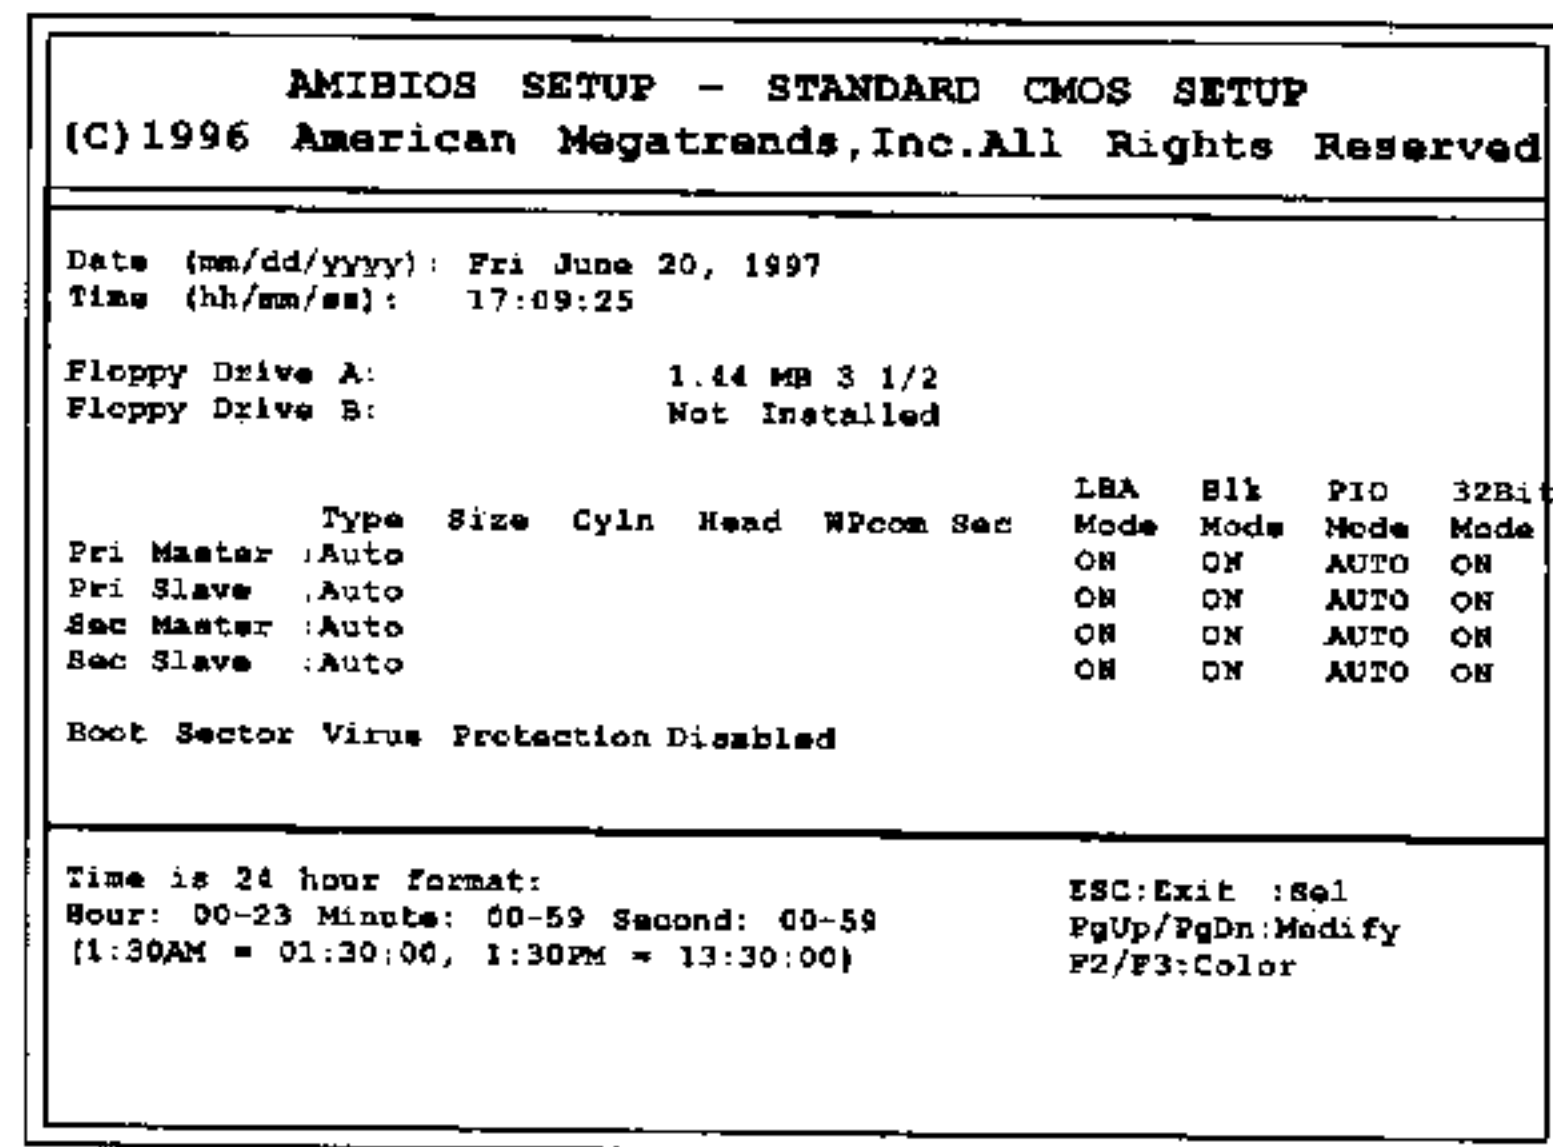 AMIBIOS SETUP – STANDARD CMOS SETUP
(C)1996 American Megatrends,Inc.All Rights Reserved
Date (mm/dd/yyyy): Fri June 20, 1997
Time (hh/mm/ss): 17:09:25
Floppy Drive A: 1.44 MB 3 1/2
Floppy Drive B: Not Installed
LBA Blk PIO 32Bit
Type Size Cyln Head WPcom Sec Mode Mode Mode Mode
Pri Master :Auto ON ON AUTO ON
Pri Slave :Auto ON ON AUTO ON
Sec Master :Auto ON ON AUTO ON
Sec Slave :Auto ON ON AUTO ON
Boot Sector Virus Protection Disabled
Time is 24 hour format:
Hour: 00-23 Minute: 00-59 Second: 00-59
(1:30AM = 01:30:00, 1:30PM = 13:30:00)
ESC:Exit :Sel
PgUp/PgDn:Modify
F2/F3:Color